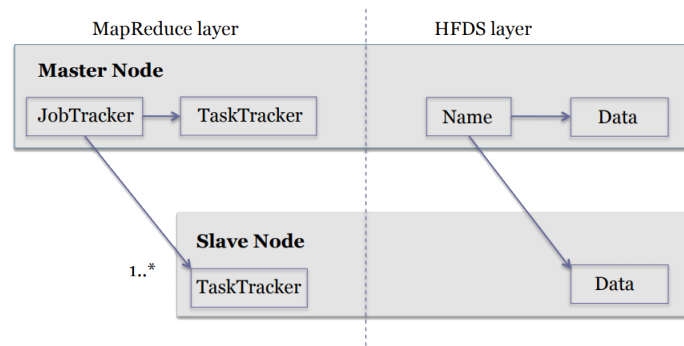 MapReduce layer
HFDS layer
Master Node
JobTracker
TaskTracker
Name
Data
Slave Node
1..*
TaskTracker
Data